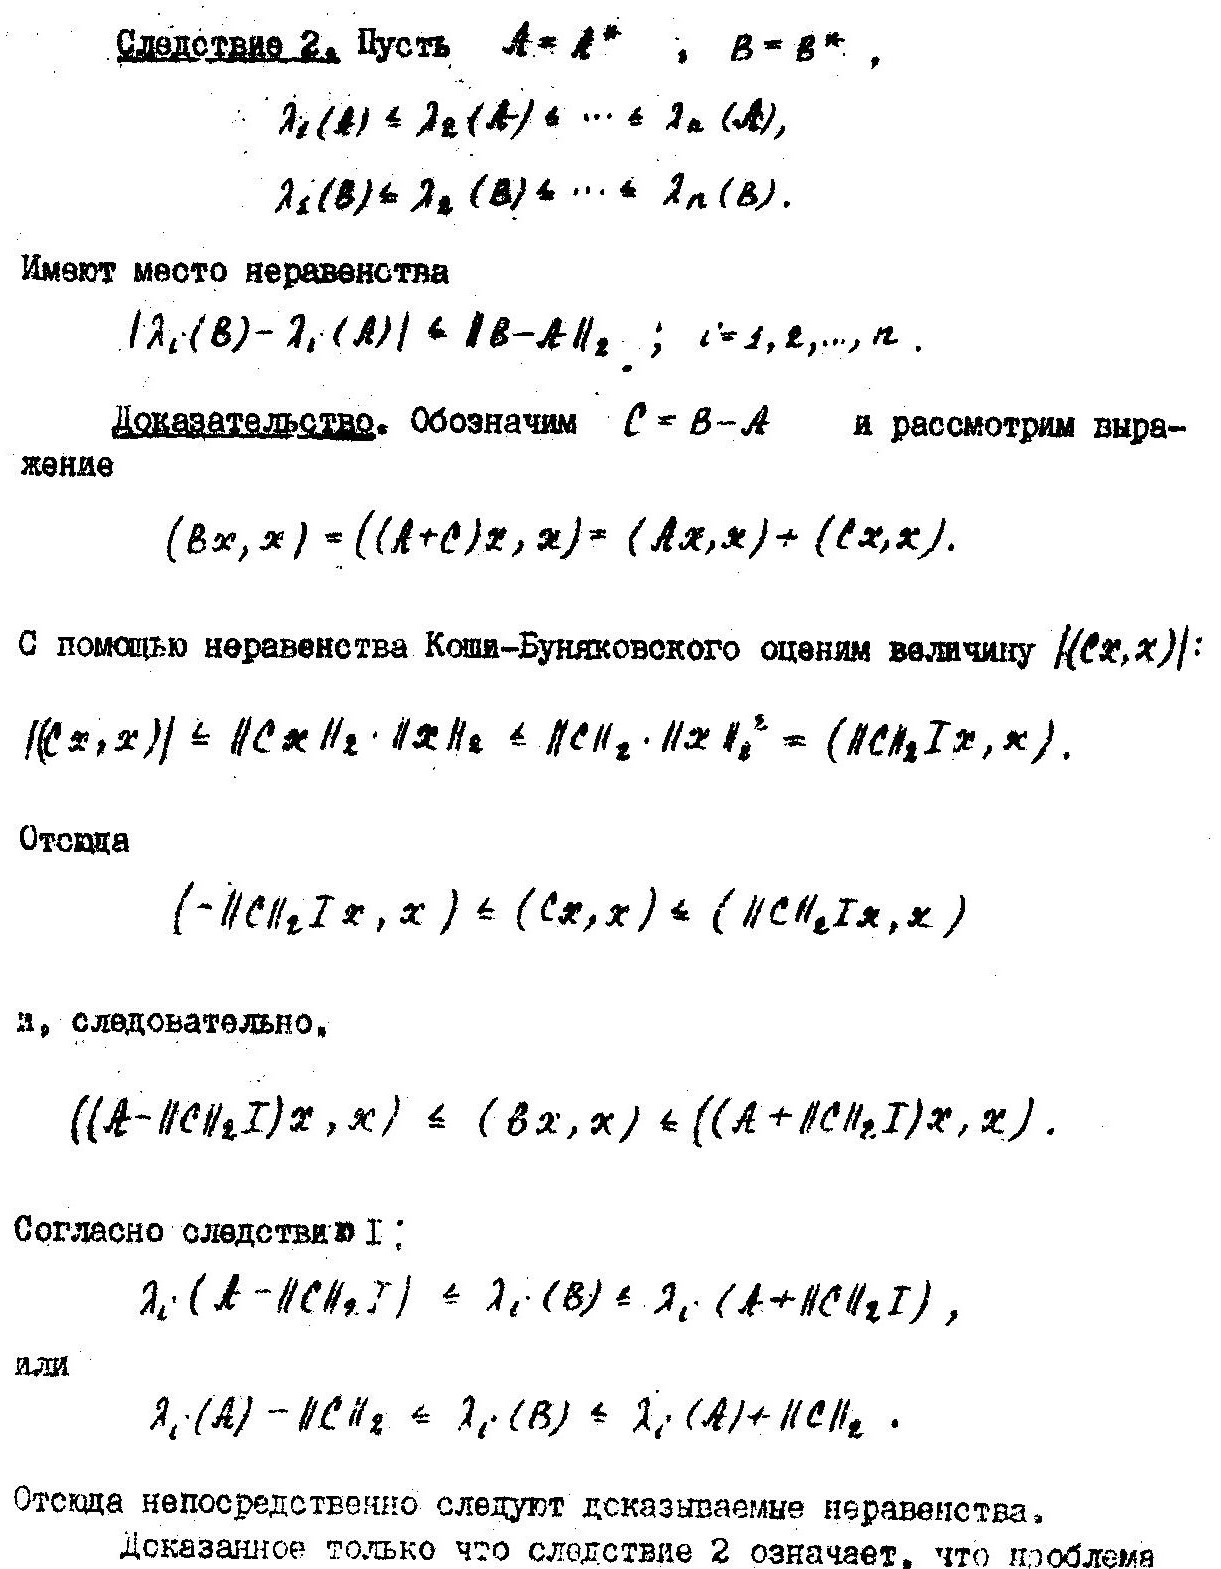 Следствие 2. Пусть A = A* , B = B* ,
λ₁(A) ≤ λ₂(A) ≤ ... ≤ λₙ(A),
λ₁(B) ≤ λ₂(B) ≤ ... ≤ λₙ(B).
Имеют место неравенства
|λᵢ(B) - λᵢ(A)| ≤ ‖B-A‖₂ ; i = 1, 2, ..., n .
Доказательство. Обозначим C = B - A и рассмотрим выра-
жение
(Bx, x) = ((A+C)x, x) = (Ax, x) + (Cx, x).
С помощью неравенства Коши-Буняковского оценим величину |(Cx, x)|:
|(Cx, x)| ≤ ‖Cx‖₂ · ‖x‖₂ ≤ ‖C‖₂ · ‖x‖₂² = (‖C‖₂Ix, x).
Отсюда
(-‖C‖₂Ix, x) ≤ (Cx, x) ≤ (‖C‖₂Ix, x)
и, следовательно,
((A-‖C‖₂I)x, x) ≤ (Bx, x) ≤ ((A+‖C‖₂I)x, x).
Согласно следствию I:
λᵢ(A-‖C‖₂I) ≤ λᵢ(B) ≤ λᵢ(A+‖C‖₂I),
или
λᵢ(A) - ‖C‖₂ ≤ λᵢ(B) ≤ λᵢ(A) + ‖C‖₂ .
Отсюда непосредственно следуют доказываемые неравенства.
Доказанное только что следствие 2 означает, что проблема